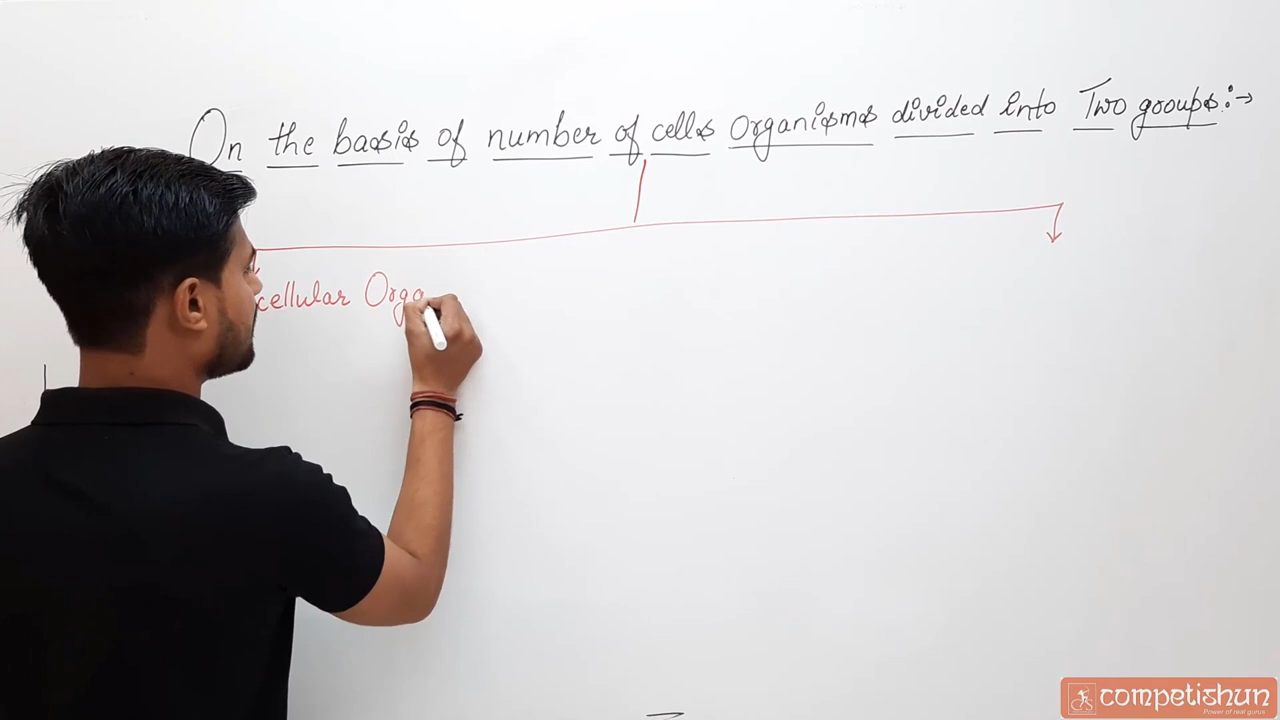 On the basis of number of cells Organisms divided into Two groups:→
cellular Orga
competishun
Power of real gurus